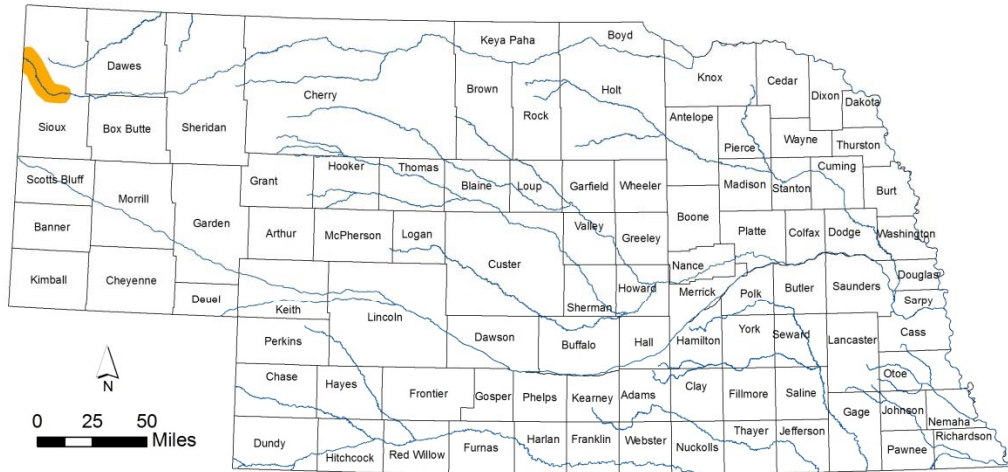 Keya Paha
Boyd
Dawes
Knox
Cedar
Cherry
Brown
Holt
Dixon
Dakota
Rock
Antelope
Sioux
Box Butte
Sheridan
Pierce
Wayne
Thurston
Scotts Bluff
Morrill
Grant
Hooker
Thomas
Blaine
Loup
Garfield
Wheeler
Madison
Stanton
Cuming
Burt
Banner
Garden
Arthur
McPherson
Logan
Valley
Greeley
Boone
Platte
Colfax
Dodge
Washington
Kimball
Cheyenne
Custer
Nance
Douglas
Deuel
Keith
Lincoln
Sherman
Howard
Merrick
Polk
Butler
Saunders
Sarpy
Perkins
Dawson
Buffalo
Hall
Hamilton
York
Seward
Lancaster
Cass
N
Chase
Hayes
Frontier
Gosper
Phelps
Kearney
Adams
Clay
Fillmore
Saline
Otoe
0 25 50
Miles
Gage
Johnson
Nemaha
Dundy
Hitchcock
Red Willow
Furnas
Harlan
Franklin
Webster
Nuckolls
Thayer
Jefferson
Pawnee
Richardson